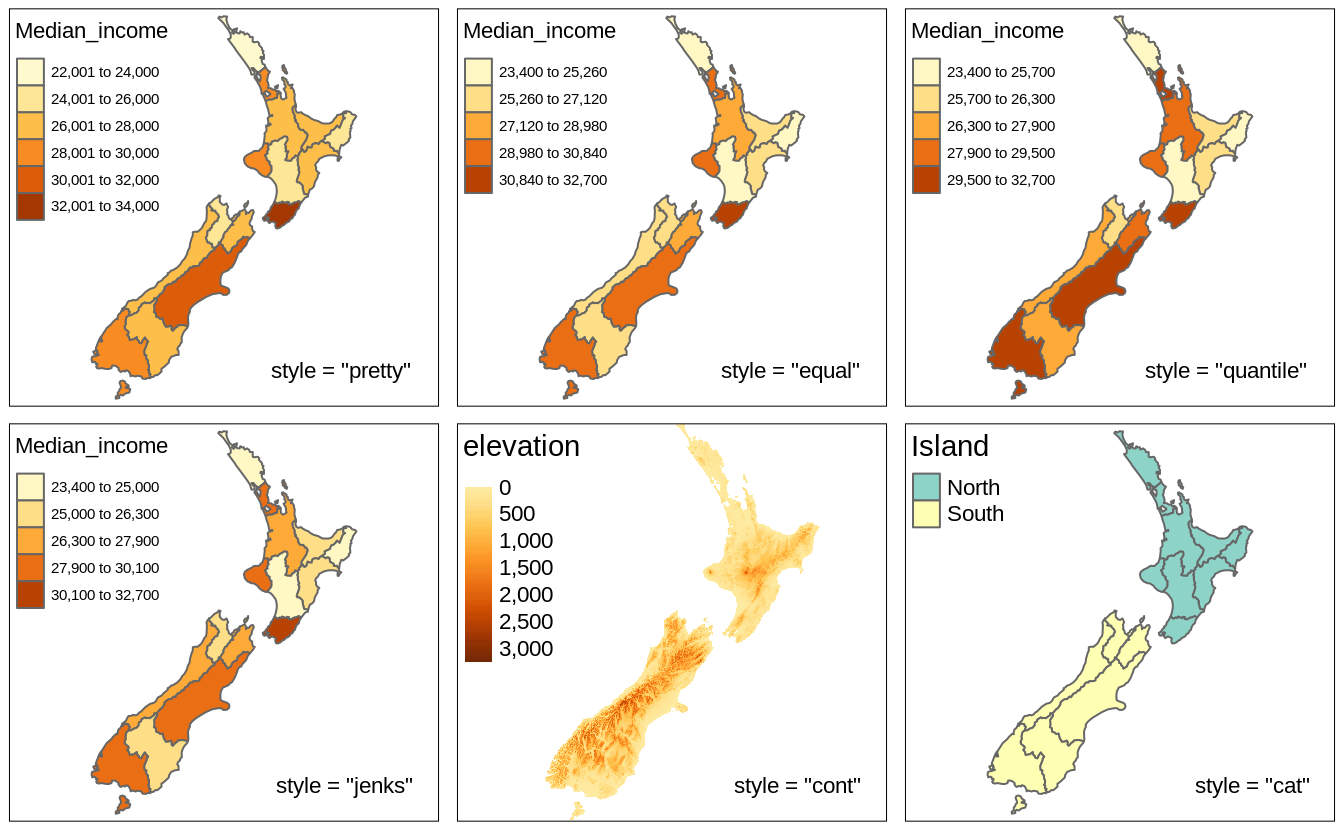 Median_income
22,001 to 24,000
24,001 to 26,000
26,001 to 28,000
28,001 to 30,000
30,001 to 32,000
32,001 to 34,000
style = "pretty"
Median_income
23,400 to 25,260
25,260 to 27,120
27,120 to 28,980
28,980 to 30,840
30,840 to 32,700
style = "equal"
Median_income
23,400 to 25,700
25,700 to 26,300
26,300 to 27,900
27,900 to 29,500
29,500 to 32,700
style = "quantile"
Median_income
23,400 to 25,000
25,000 to 26,300
26,300 to 27,900
27,900 to 30,100
30,100 to 32,700
style = "jenks"
elevation
0
500
1,000
1,500
2,000
2,500
3,000
style = "cont"
Island
North
South
style = "cat"